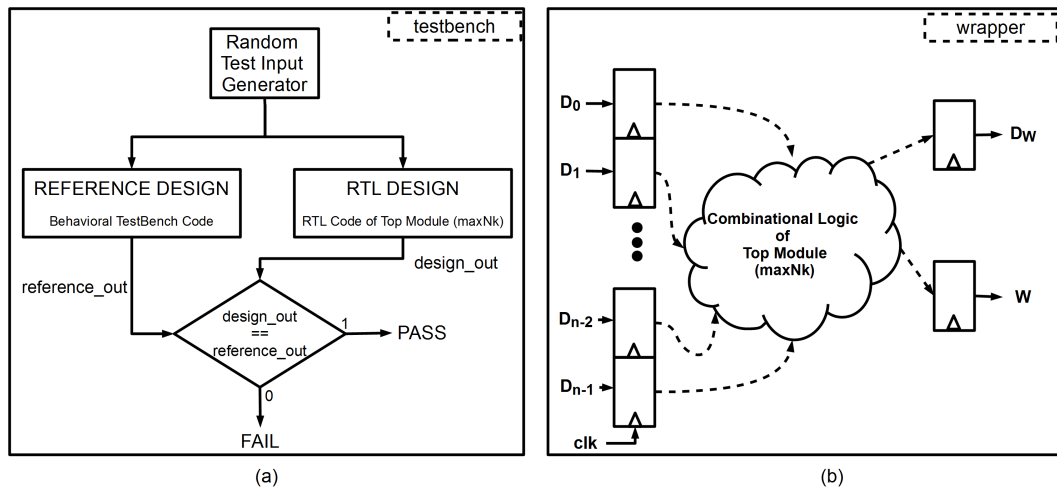 testbench
Random
Test Input
Generator
REFERENCE DESIGN
Behavioral TestBench Code
RTL DESIGN
RTL Code of Top Module (maxNk)
reference_out
design_out
design_out
==
reference_out
1
PASS
0
FAIL
(a)
wrapper
D0
D1
Dn-2
Dn-1
clk
Combinational Logic
of
Top Module
(maxNk)
DW
W
(b)